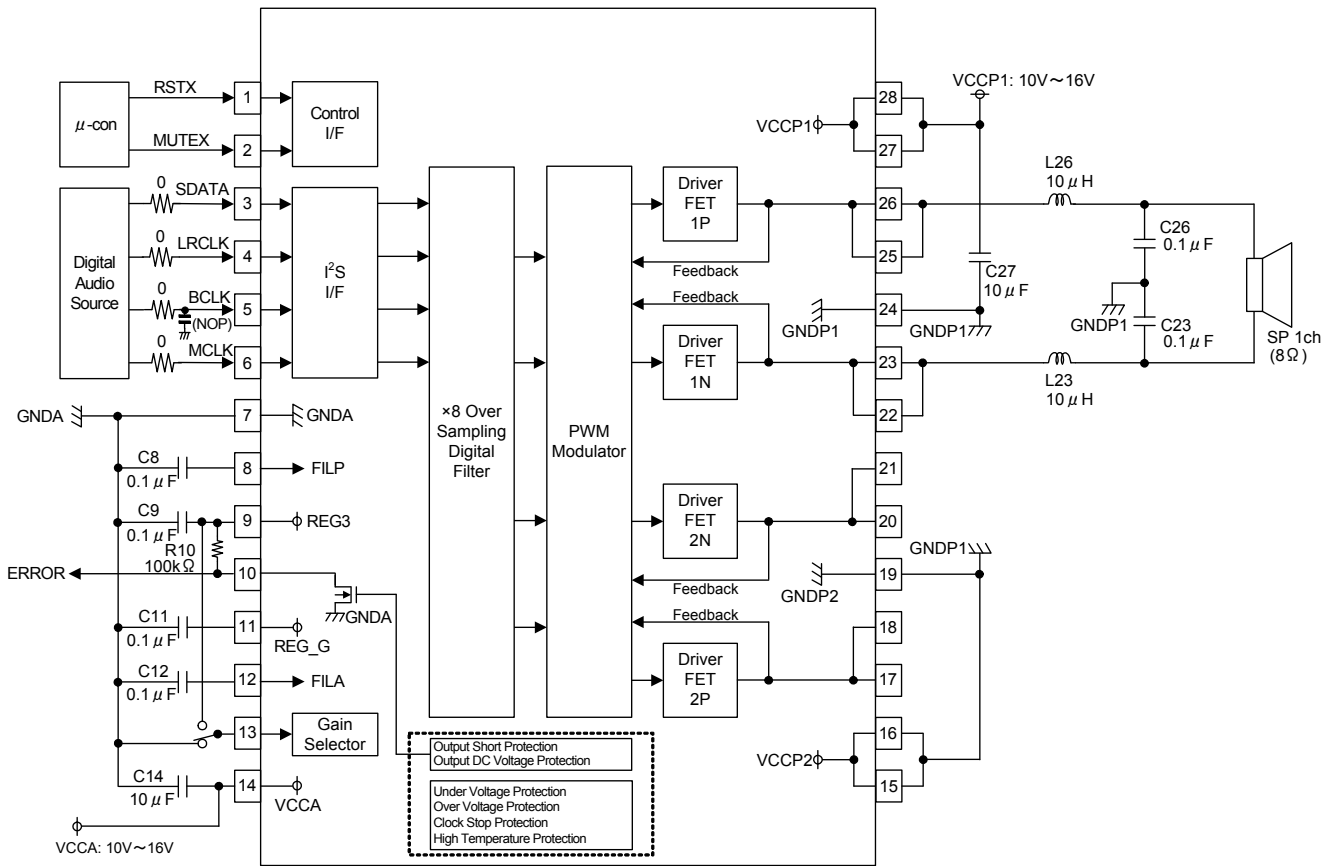 μ-con
RSTX
MUTEX
1
2
Control
I/F
Digital
Audio
Source
0
SDATA
0
LRCLK
0
BCLK
(NOP)
0
MCLK
3
4
5
6
I²S
I/F
GNDA
7
GNDA
C8
0.1μF
8
FILP
C9
0.1μF
9
REG3
R10
100kΩ
ERROR
10
GNDA
C11
0.1μF
11
REG_G
C12
0.1μF
12
FILA
13
Gain
Selector
C14
10μF
14
VCCA
VCCA: 10V～16V
×8 Over
Sampling
Digital
Filter
PWM
Modulator
Driver
FET
1P
Feedback
Feedback
Driver
FET
1N
Driver
FET
2N
Feedback
Feedback
Driver
FET
2P
Output Short Protection
Output DC Voltage Protection
Under Voltage Protection
Over Voltage Protection
Clock Stop Protection
High Temperature Protection
VCCP1
28
27
26
25
GNDP1
24
23
22
21
20
GNDP2
19
18
17
VCCP2
16
15
VCCP1: 10V～16V
L26
10μH
C27
10μF
GNDP1
C26
0.1μF
GNDP1
C23
0.1μF
SP 1ch
(8Ω)
L23
10μH
GNDP1